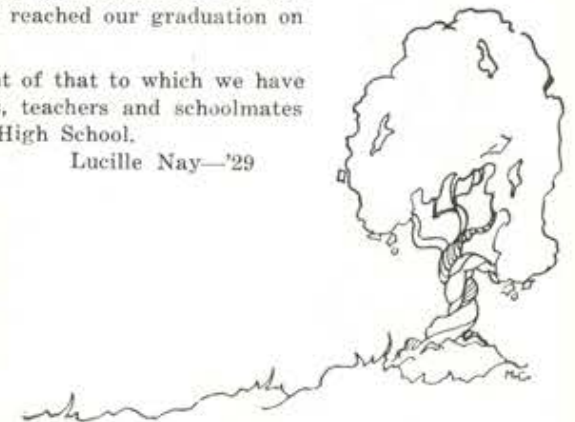 reached our graduation on
t of that to which we have
s, teachers and schoolmates
High School.
Lucille Nay—'29